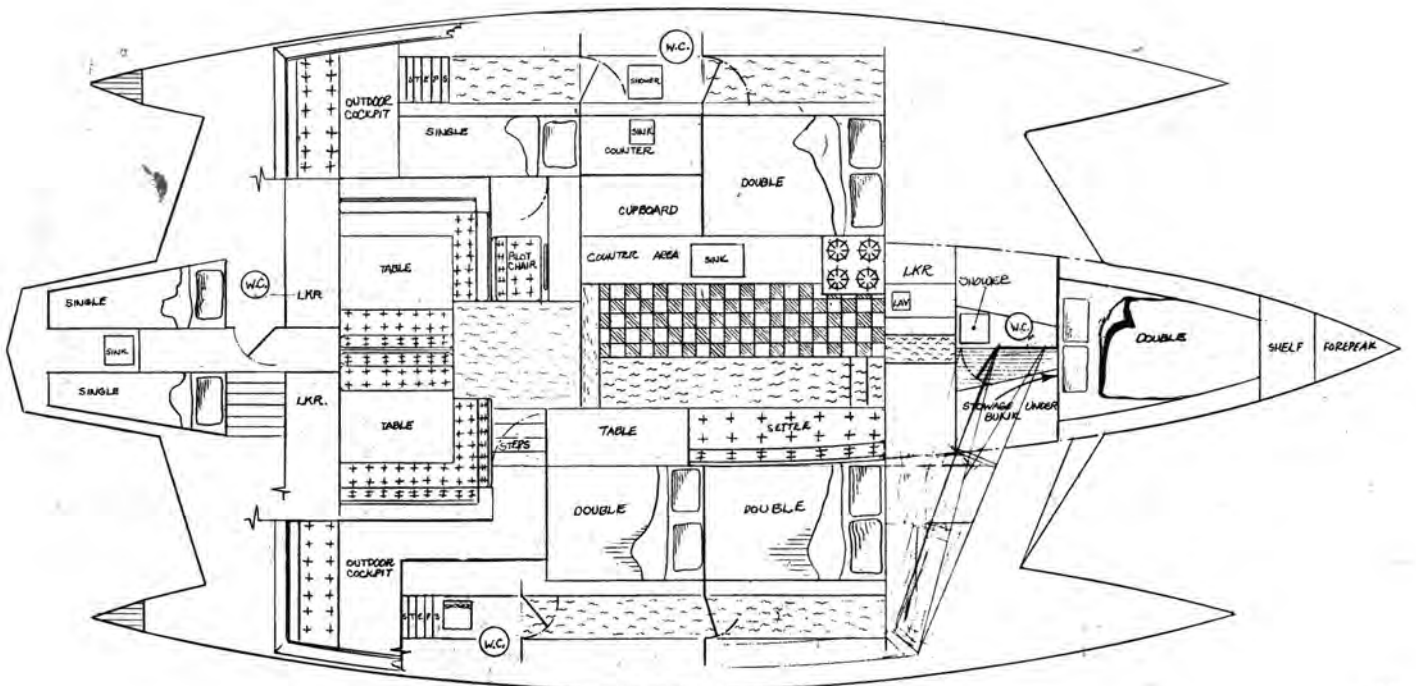 W.C.
STEPS
SHOWER
OUTDOOR
COCKPIT
SINGLE
SINK
COUNTER
DOUBLE
CUPBOARD
TABLE
PILOT
CHAIR
COUNTER AREA
SINK
LKR
SHOWER
SINGLE
W.C.
LKR
LAV
W.C.
SINK
DOUBLE
SHELF
FOREPEAK
SINGLE
LKR.
STOWAGE UNDER
BUNK
TABLE
STEPS
TABLE
SETTEE
DOUBLE
DOUBLE
OUTDOOR
COCKPIT
STEPS
SHOWER
W.C.